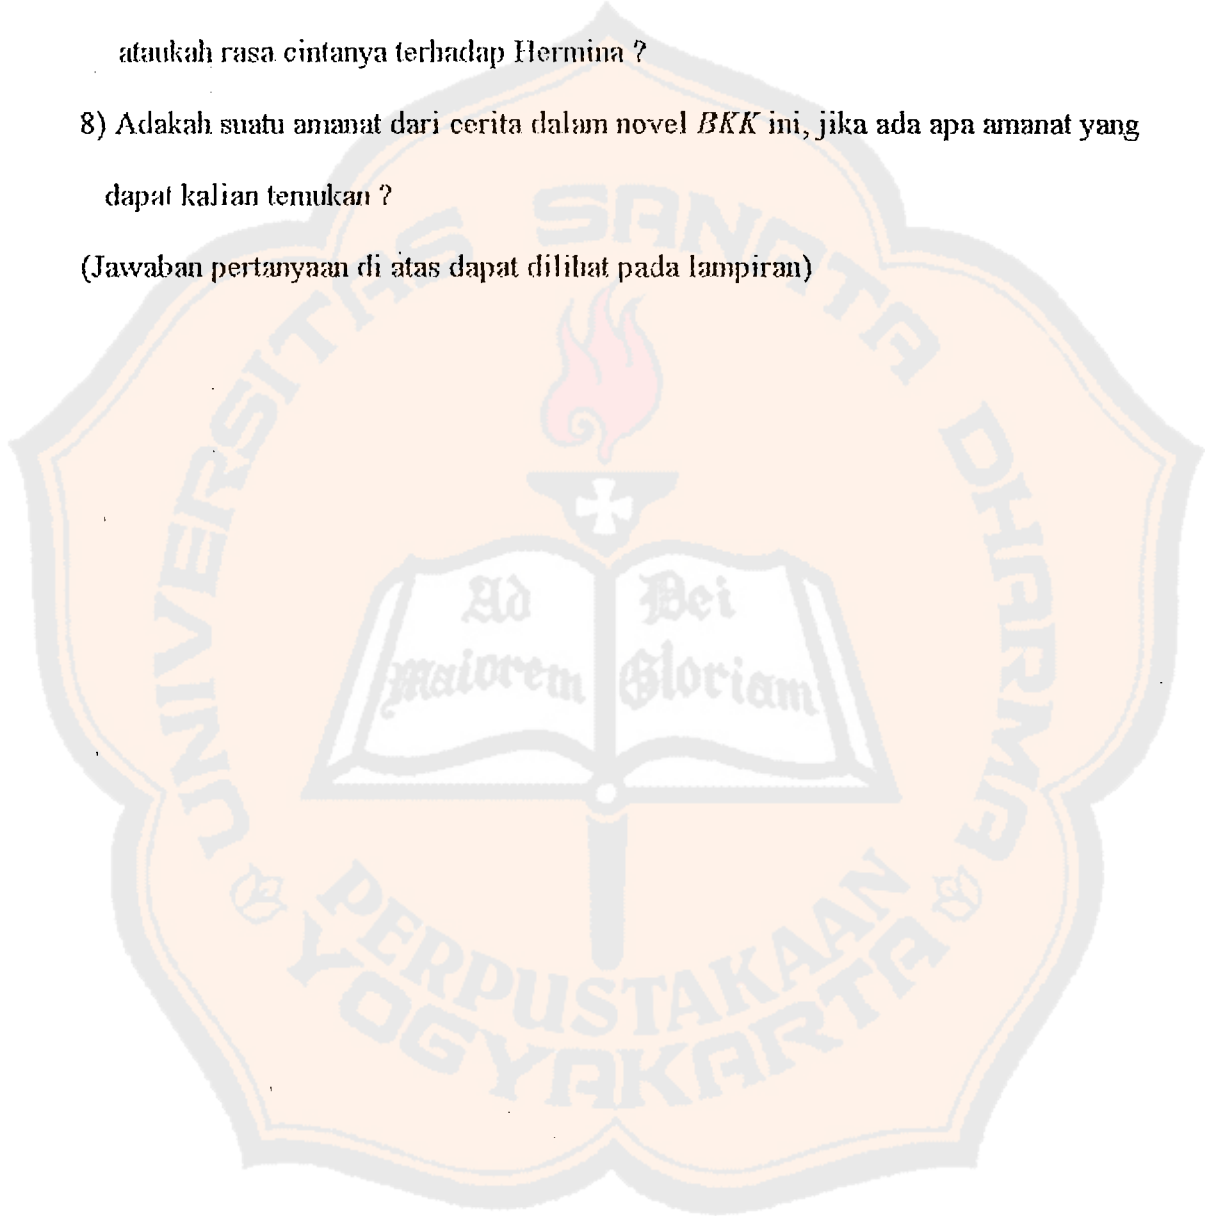 ataukah rasa cintanya terhadap Hermina ?
8) Adakah suatu amanat dari cerita dalam novel BKK ini, jika ada apa amanat yang
dapat kalian temukan ?
(Jawaban pertanyaan di atas dapat dilihat pada lampiran)
UNIVERSITAS SANATA DHARMA
Ad Dei
Maiorem Gloriam
PERPUSTAKAAN
YOGYAKARTA